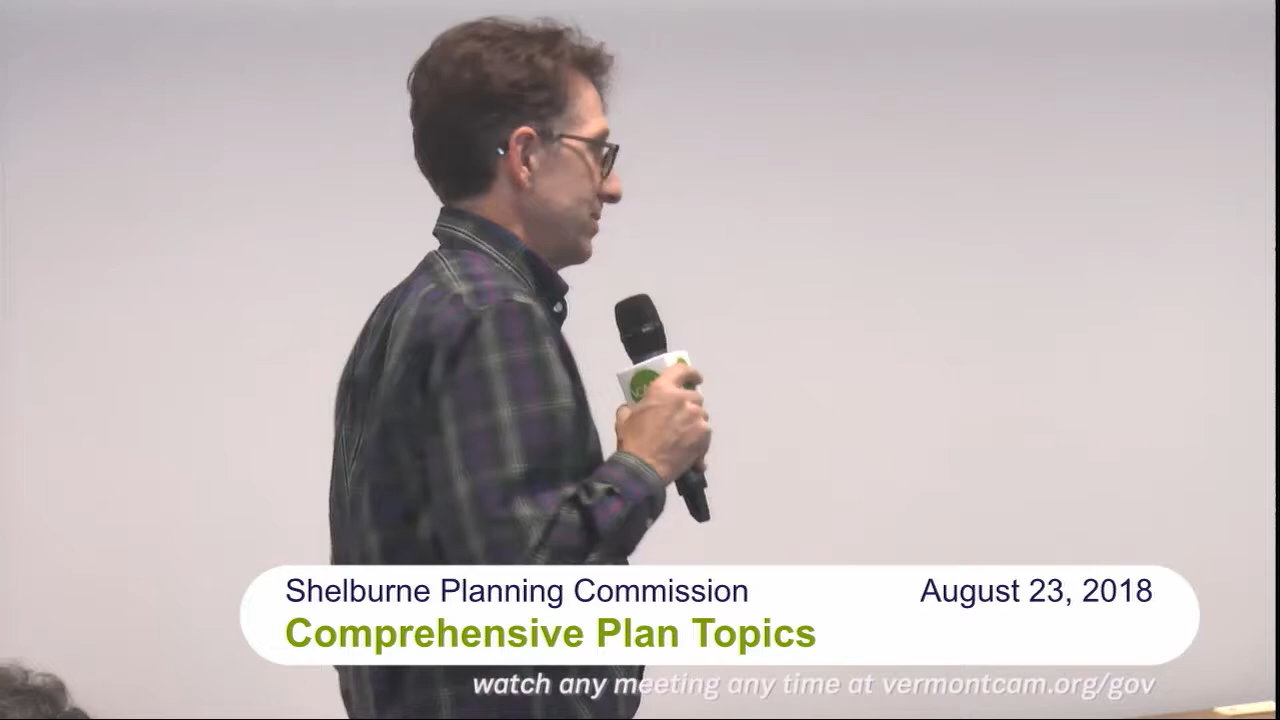 Shelburne Planning Commission August 23, 2018
Comprehensive Plan Topics
watch any meeting any time at vermontcam.org/gov